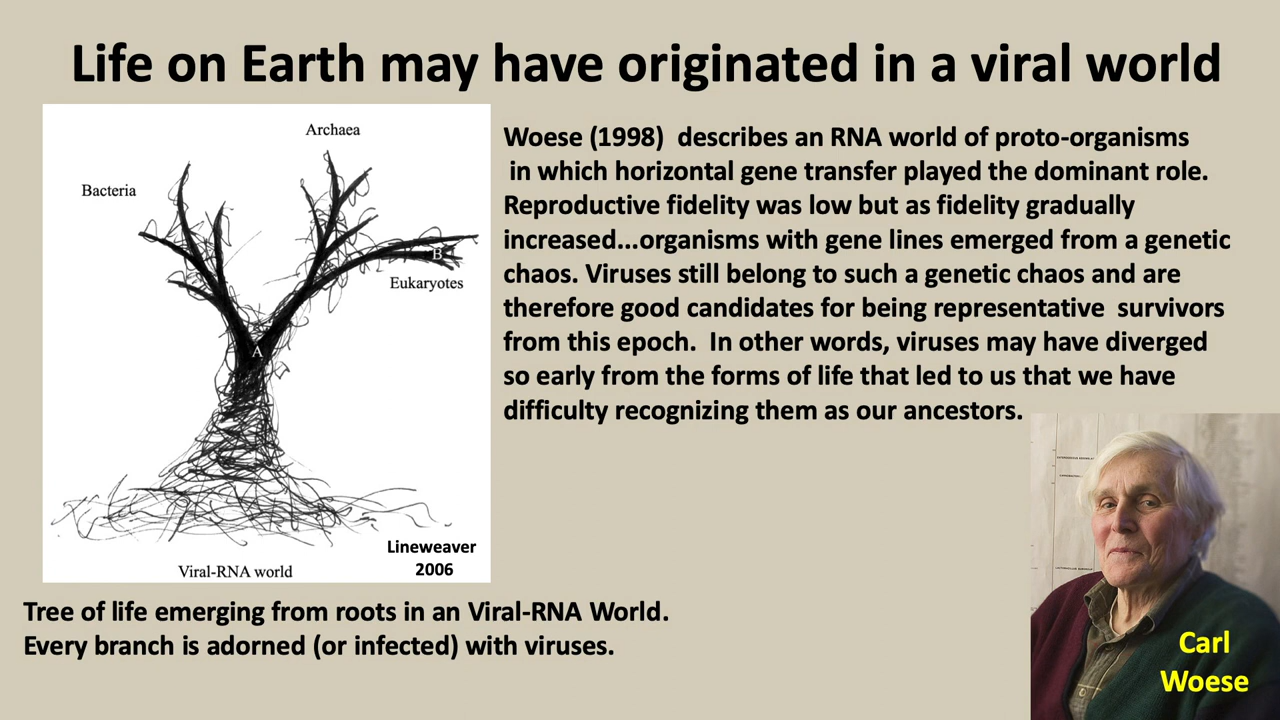 Life on Earth may have originated in a viral world
Archaea
Bacteria
B
Eukaryotes
A
Lineweaver
2006
Viral-RNA world
Woese (1998)  describes an RNA world of proto-organisms
in which horizontal gene transfer played the dominant role.
Reproductive fidelity was low but as fidelity gradually
increased...organisms with gene lines emerged from a genetic
chaos. Viruses still belong to such a genetic chaos and are
therefore good candidates for being representative  survivors
from this epoch.  In other words, viruses may have diverged
so early from the forms of life that led to us that we have
difficulty recognizing them as our ancestors.
Tree of life emerging from roots in an Viral-RNA World.
Every branch is adorned (or infected) with viruses.
Carl
Woese